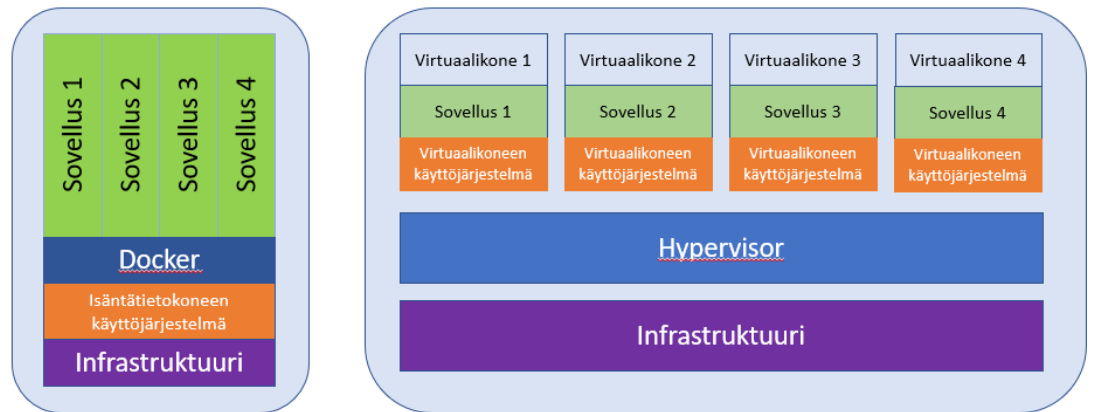 Sovellus 1
Sovellus 2
Sovellus 3
Sovellus 4
Docker
Isäntätietokoneen
käyttöjärjestelmä
Infrastruktuuri
Virtuaalikone 1
Sovellus 1
Virtuaalikoneen
käyttöjärjestelmä
Virtuaalikone 2
Sovellus 2
Virtuaalikoneen
käyttöjärjestelmä
Virtuaalikone 3
Sovellus 3
Virtuaalikoneen
käyttöjärjestelmä
Virtuaalikone 4
Sovellus 4
Virtuaalikoneen
käyttöjärjestelmä
Hypervisor
Infrastruktuuri